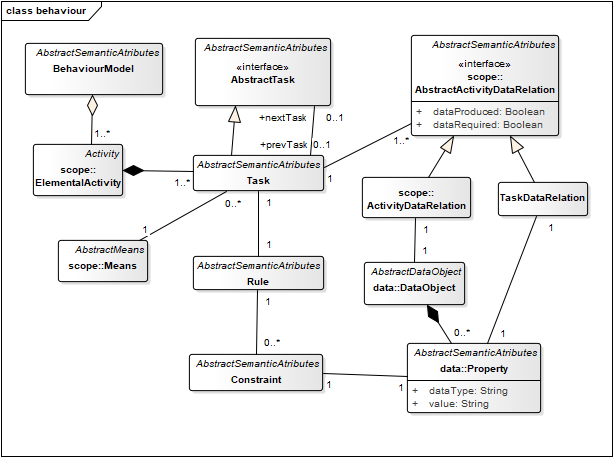 class behaviour
AbstractSemanticAtributes
BehaviourModel
AbstractSemanticAtributes
«interface»
AbstractTask
AbstractSemanticAtributes
«interface»
scope::
AbstractActivityDataRelation
+ dataProduced: Boolean
+ dataRequired: Boolean
+nextTask
0..1
+prevTask
0..1
1..*
1..*
Activity
scope::
ElementalActivity
1..*
AbstractSemanticAtributes
Task
1
0..*
1
scope::
ActivityDataRelation
1
TaskDataRelation
1
1
AbstractMeans
scope::Means
AbstractSemanticAtributes
Rule
1
1
AbstractDataObject
data::DataObject
0..*
0..*
1
AbstractSemanticAtributes
Constraint
1
1
AbstractSemanticAtributes
data::Property
+ dataType: String
+ value: String